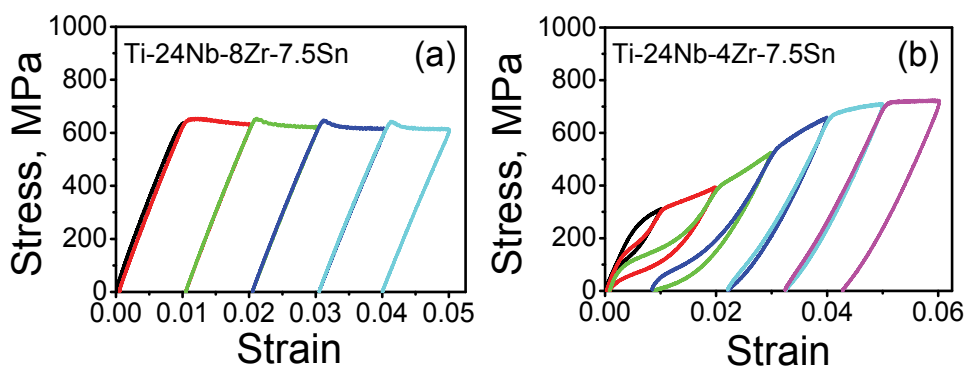 Ti-24Nb-8Zr-7.5Sn (a)
Stress, MPa
1000
800
600
400
200
0
0.00 0.01 0.02 0.03 0.04 0.05
Strain
Ti-24Nb-4Zr-7.5Sn (b)
Stress, MPa
1000
800
600
400
200
0
0.00 0.02 0.04 0.06
Strain